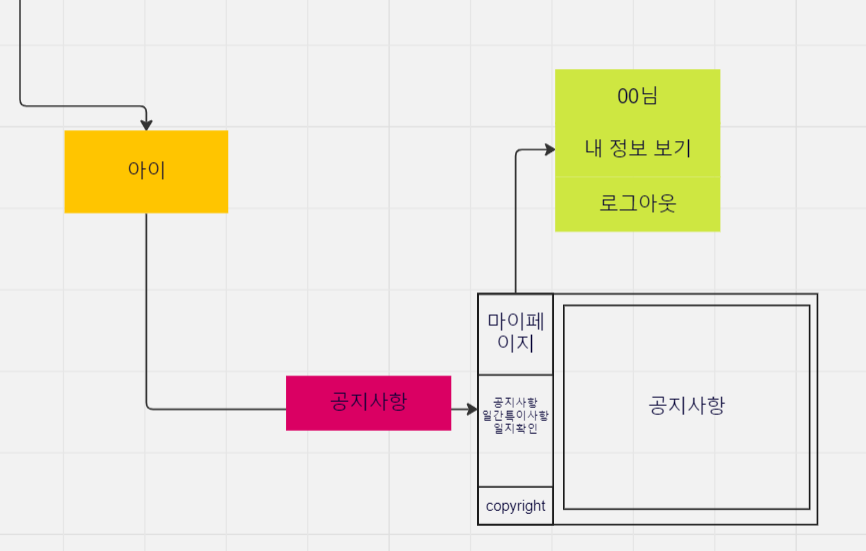 00님
내 정보 보기
로그아웃
아이
공지사항
마이페
이지
공지사항
일간특이사항
일지확인
copyright
공지사항